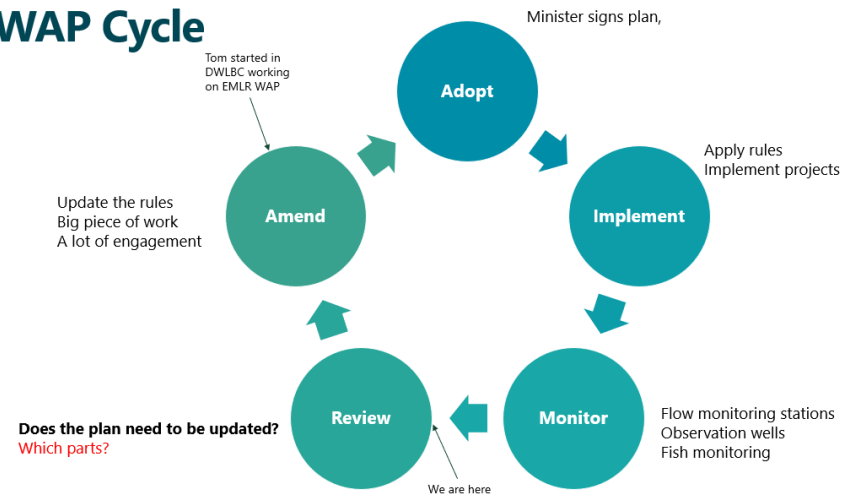 WAP Cycle
Minister signs plan,
Tom started in
DWLBC working
on EMLR WAP
Adopt
Apply rules
Implement projects
Implement
Update the rules
Big piece of work
A lot of engagement
Amend
Does the plan need to be updated?
Which parts?
Review
Monitor
Flow monitoring stations
Observation wells
Fish monitoring
We are here